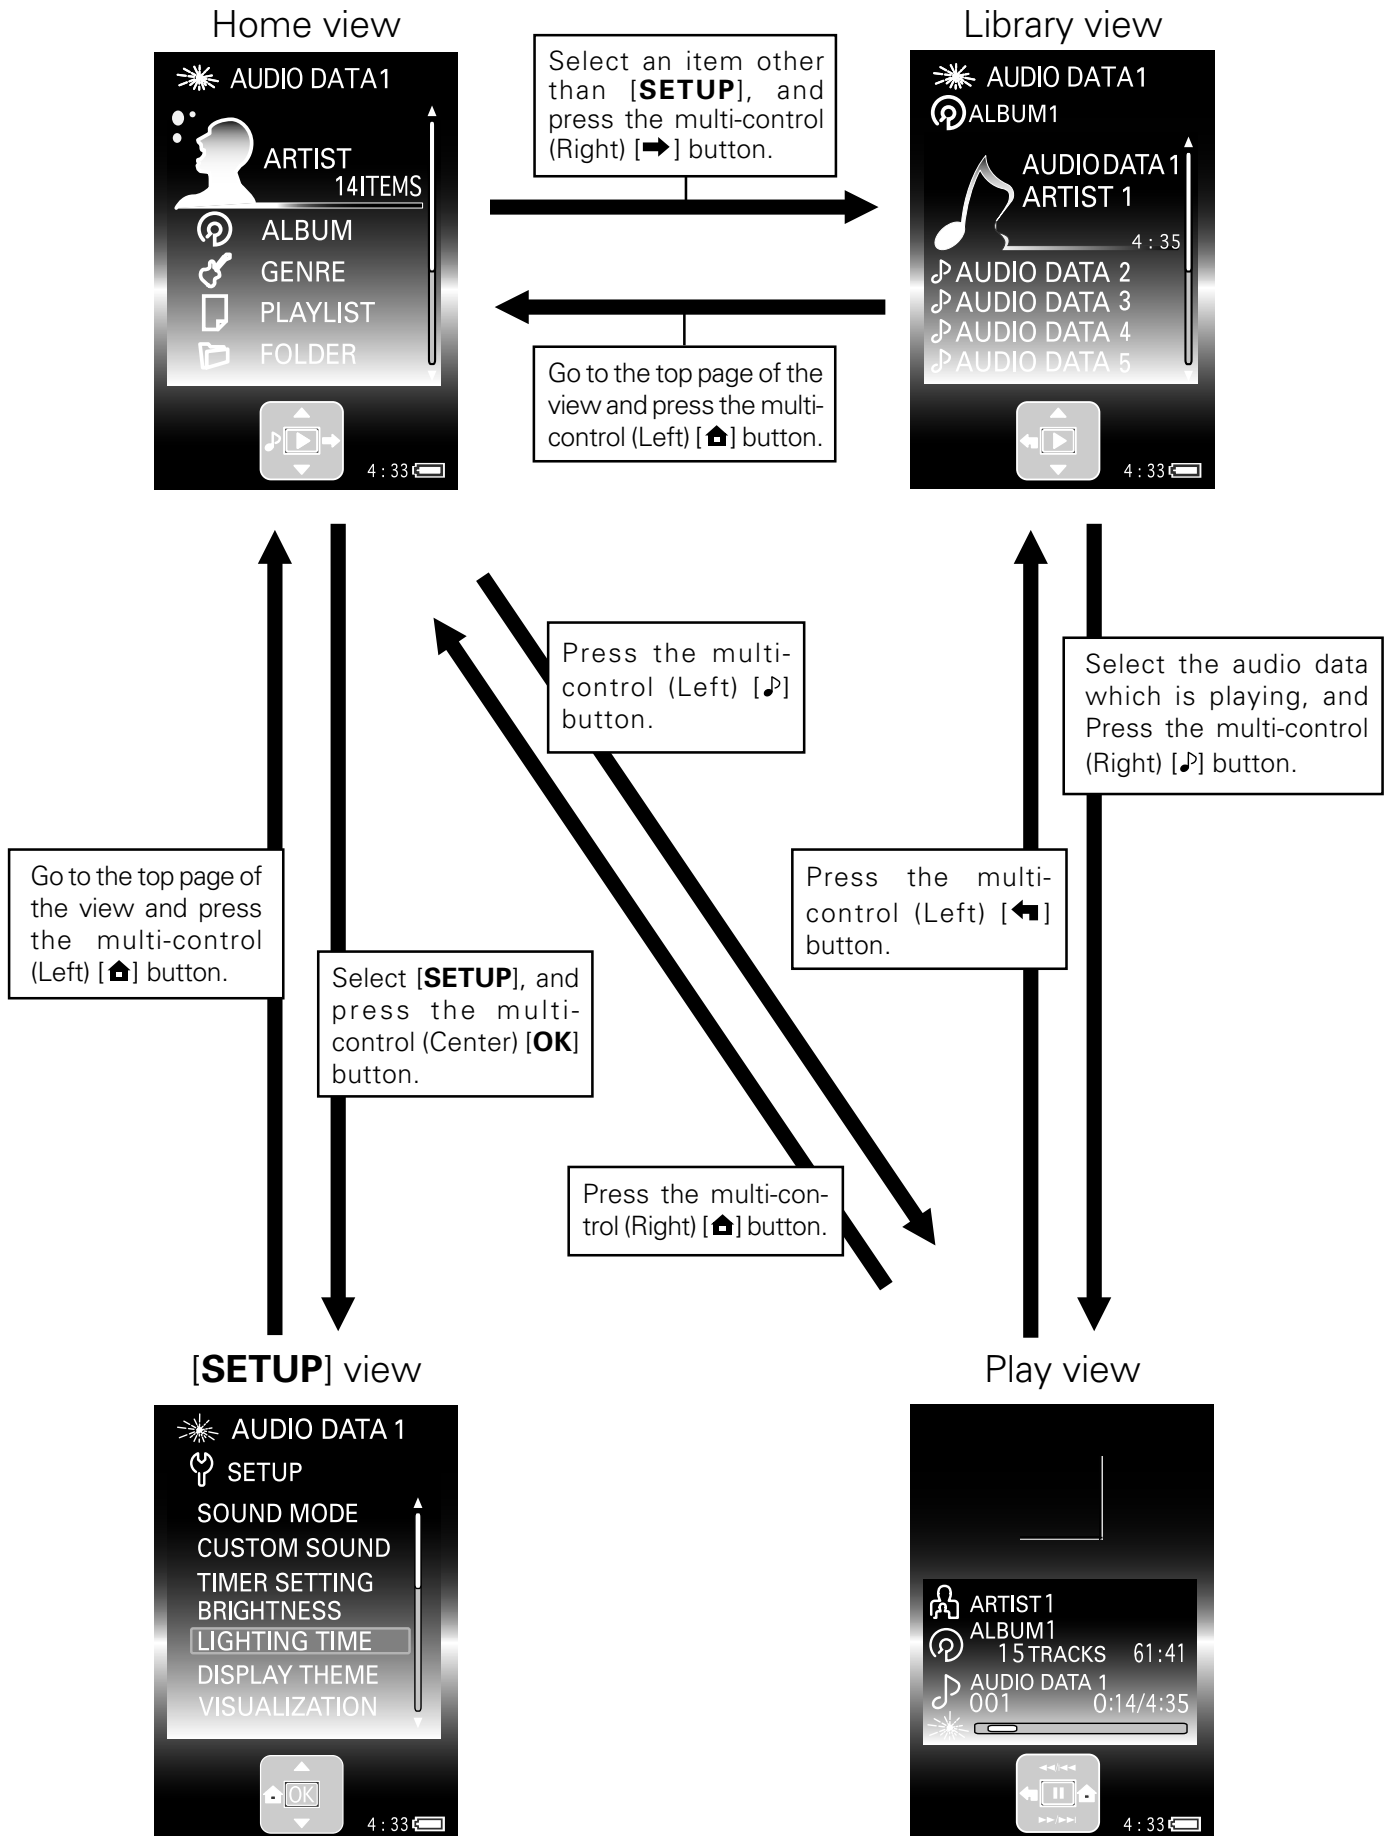 Home view
AUDIO DATA1
ARTIST
14ITEMS
ALBUM
GENRE
PLAYLIST
FOLDER
4:33
Select an item other
than [SETUP], and
press the multi-control
(Right) [➡] button.
Go to the top page of the
view and press the multi-
control (Left) [🏠] button.
Library view
AUDIO DATA1
ALBUM1
AUDIO DATA1
ARTIST 1
4:35
AUDIO DATA 2
AUDIO DATA 3
AUDIO DATA 4
AUDIO DATA 5
4:33
Press the multi-
control (Left) [♪]
button.
Select the audio data
which is playing, and
Press the multi-control
(Right) [♪] button.
Go to the top page of
the view and press
the multi-control
(Left) [🏠] button.
Select [SETUP], and
press the multi-
control (Center) [OK]
button.
Press the multi-
control (Left) [↰]
button.
Press the multi-con-
trol (Right) [🏠] button.
[SETUP] view
AUDIO DATA 1
SETUP
SOUND MODE
CUSTOM SOUND
TIMER SETTING
BRIGHTNESS
LIGHTING TIME
DISPLAY THEME
VISUALIZATION
OK
4:33
Play view
ARTIST1
ALBUM1
15TRACKS 61:41
AUDIO DATA 1
001 0:14/4:35
4:33